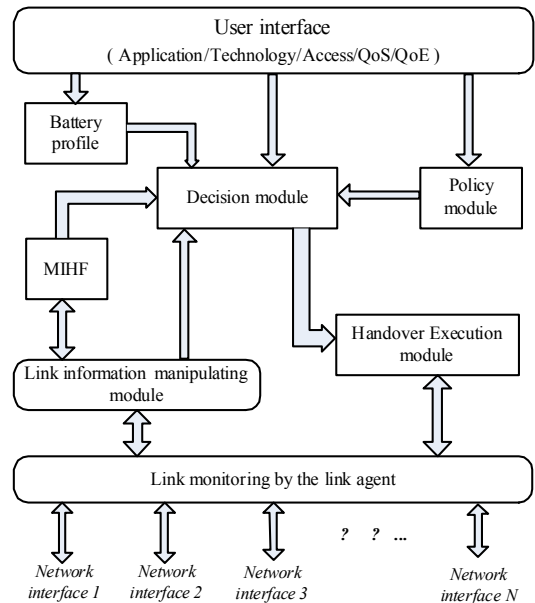 User interface
( Application/Technology/Access/QoS/QoE )
Battery
profile
Decision module
Policy
module
MIHF
Handover Execution
module
Link information manipulating
module
Link monitoring by the link agent
? ? ...
Network
interface 1
Network
interface 2
Network
interface 3
Network
interface N